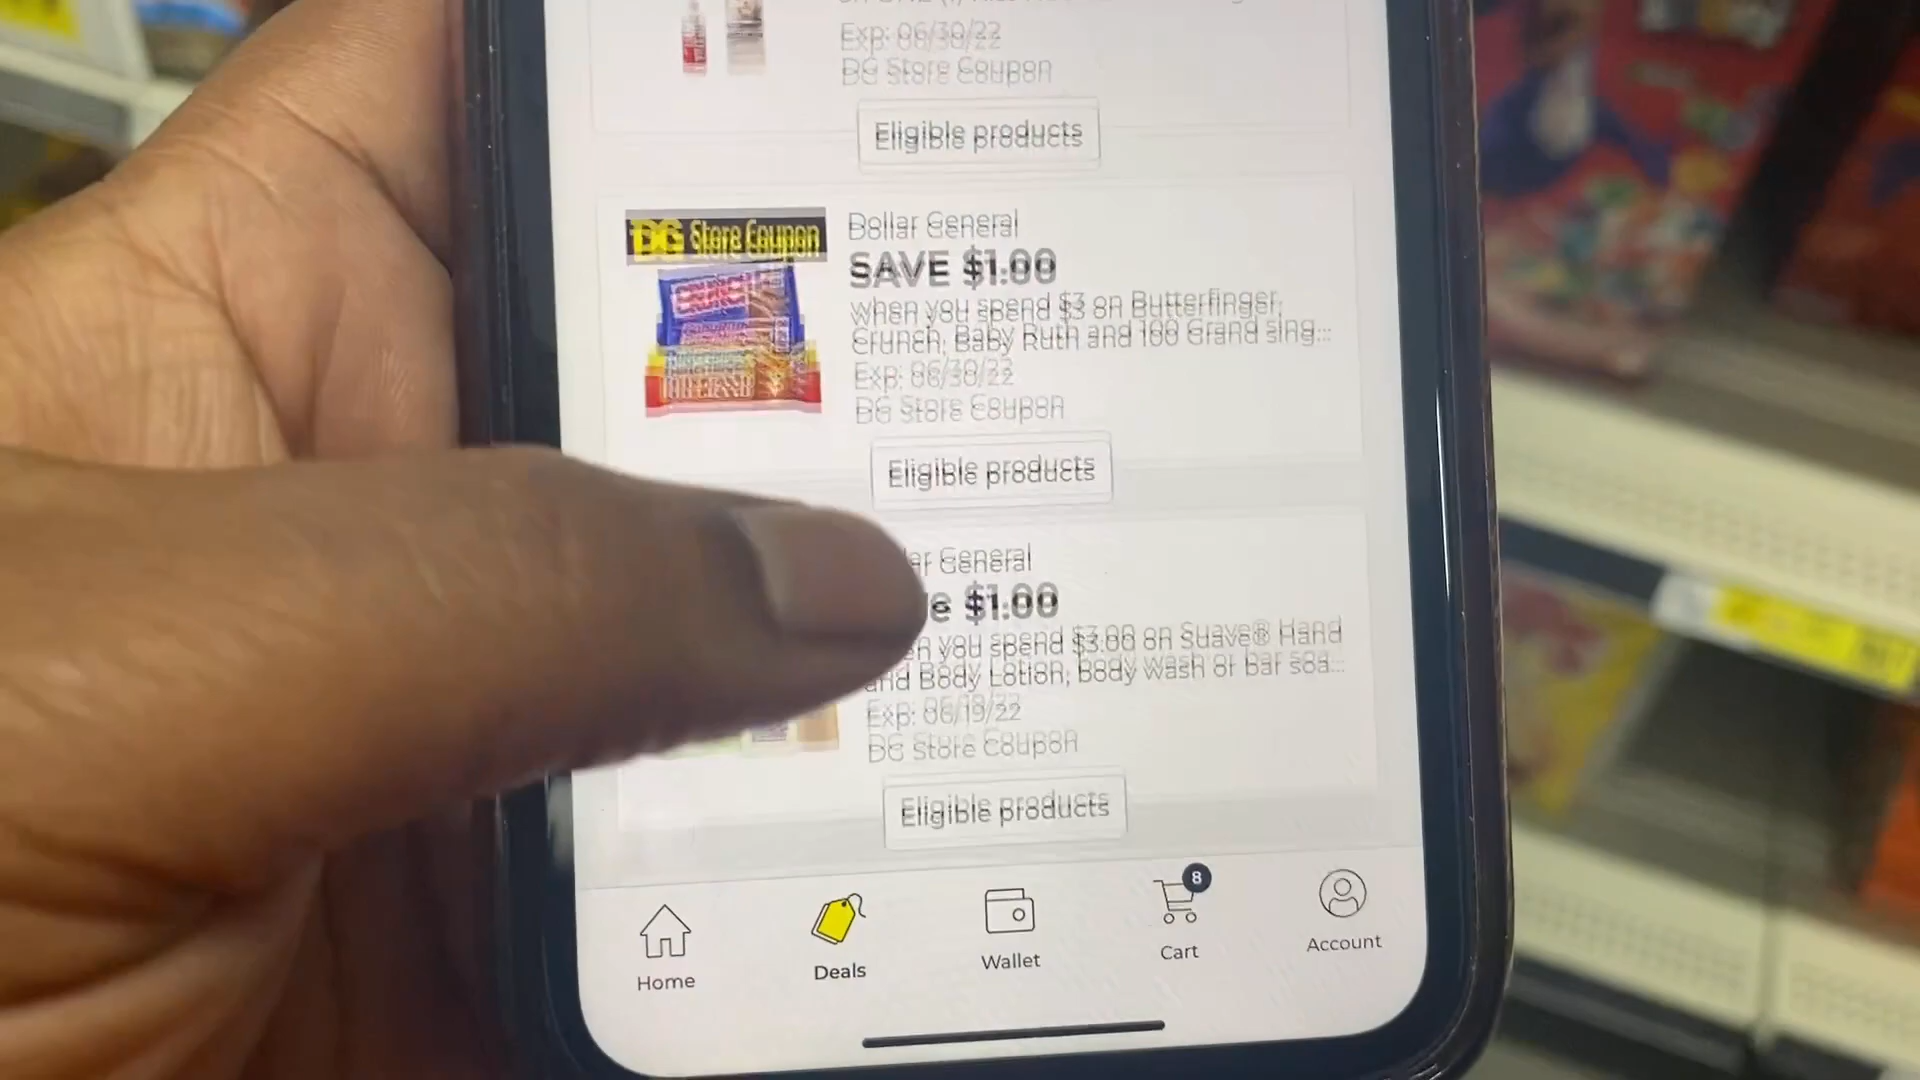 Exp: 06/30/22
DG Store Coupon
Eligible products
DG Store Coupon
CRUNCH
Dollar General
SAVE $1.00
when you spend $3 on Butterfinger,
Crunch, Baby Ruth and 100 Grand sing...
Exp: 06/30/22
DG Store Coupon
Eligible products
ar General
e $1.00
n you spend $3.00 on Suave® Hand
and Body Lotion, body wash or bar soa...
Exp: 06/19/22
DG Store Coupon
Eligible products
Home
Deals
Wallet
8
Cart
Account